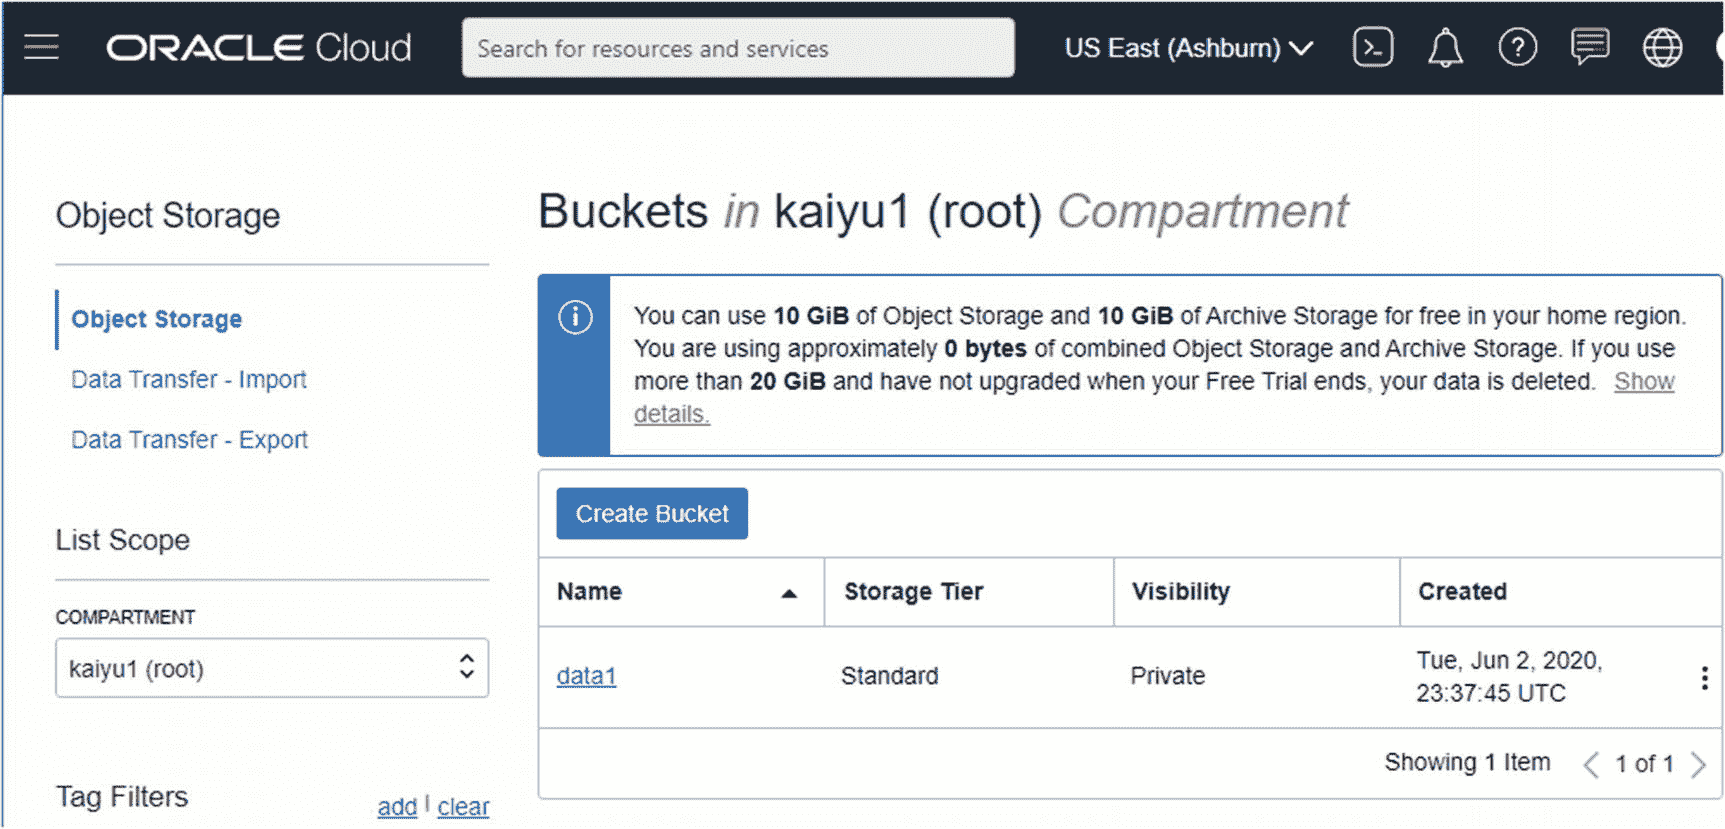 ORACLE Cloud
Search for resources and services
US East (Ashburn)
Object Storage
Object Storage
Data Transfer - Import
Data Transfer - Export
List Scope
COMPARTMENT
kaiyu1 (root)
Tag Filters
add | clear
Buckets in kaiyu1 (root) Compartment
You can use 10 GiB of Object Storage and 10 GiB of Archive Storage for free in your home region.
You are using approximately 0 bytes of combined Object Storage and Archive Storage. If you use
more than 20 GiB and have not upgraded when your Free Trial ends, your data is deleted. Show
details.
Create Bucket
Name Storage Tier Visibility Created
data1 Standard Private Tue, Jun 2, 2020,
23:37:45 UTC
Showing 1 Item < 1 of 1 >